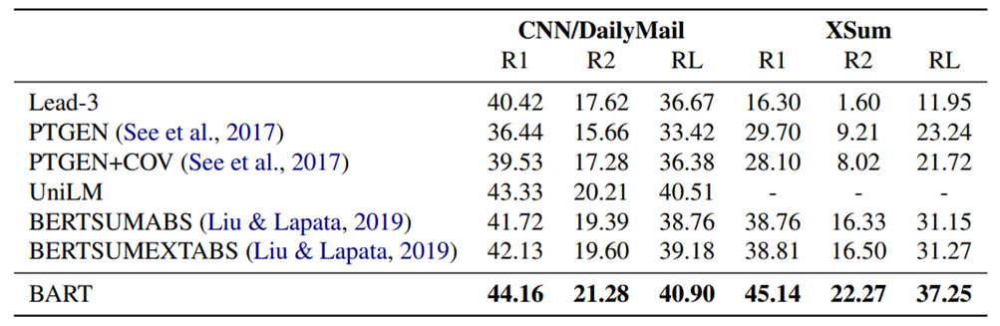 CNN/DailyMail XSum
R1 R2 RL R1 R2 RL
Lead-3 40.42 17.62 36.67 16.30 1.60 11.95
PTGEN (See et al., 2017) 36.44 15.66 33.42 29.70 9.21 23.24
PTGEN+COV (See et al., 2017) 39.53 17.28 36.38 28.10 8.02 21.72
UniLM 43.33 20.21 40.51 - - -
BERTSUMABS (Liu & Lapata, 2019) 41.72 19.39 38.76 38.76 16.33 31.15
BERTSUMEXTABS (Liu & Lapata, 2019) 42.13 19.60 39.18 38.81 16.50 31.27
BART 44.16 21.28 40.90 45.14 22.27 37.25